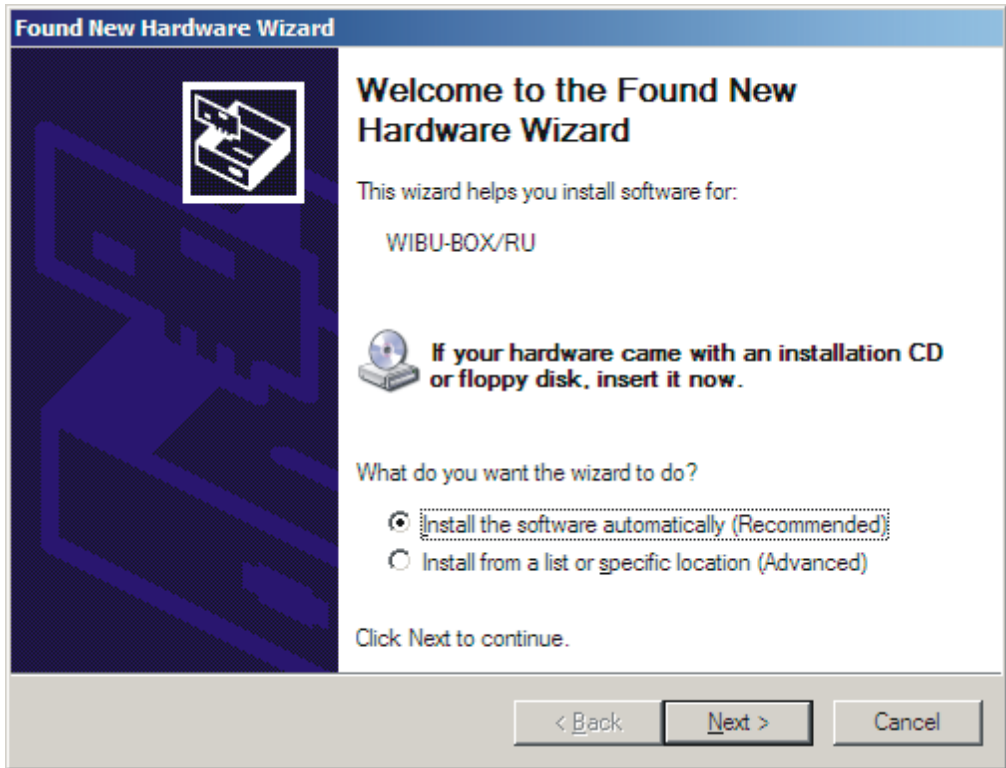 Found New Hardware Wizard
Welcome to the Found New
Hardware Wizard
This wizard helps you install software for:
WIBU-BOX/RU
If your hardware came with an installation CD
or floppy disk, insert it now.
What do you want the wizard to do?
Install the software automatically (Recommended)
Install from a list or specific location (Advanced)
Click Next to continue.
< Back
Next >
Cancel